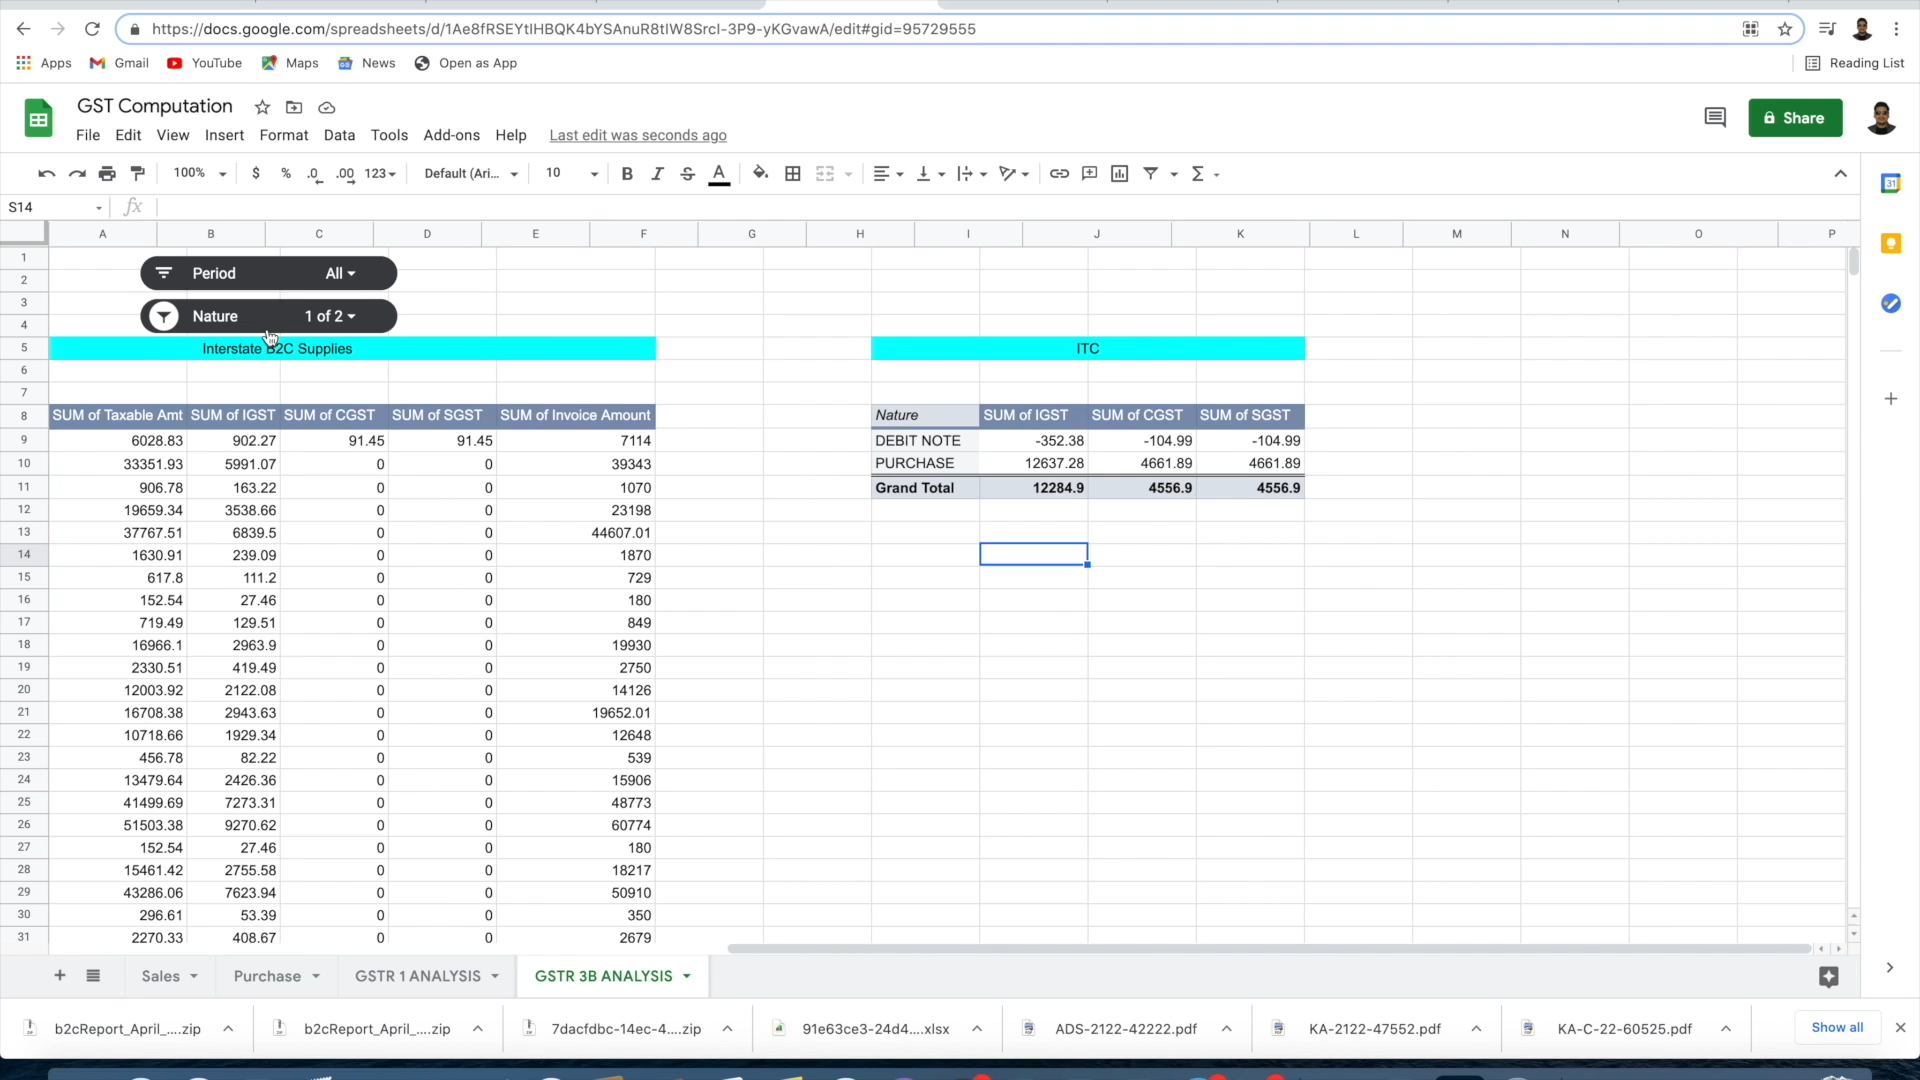 https://docs.google.com/spreadsheets/d/1Ae8fRSEYtIHBQK4bYSAnuR8tIW8SrcI-3P9-yKGvawA/edit#gid=95729555
Apps Gmail YouTube Maps News Open as App Reading List
GST Computation
File Edit View Insert Format Data Tools Add-ons Help Last edit was seconds ago
Share
100% $ % .0 .00 123 Default (Ari... 10 B I S A Σ
S14 fx
A B C D E F G H I J K L M N O P
1
Period All
2
3
Nature 1 of 2
4
5 Interstate B2C Supplies ITC
6
7
8 SUM of Taxable Amt SUM of IGST SUM of CGST SUM of SGST SUM of Invoice Amount Nature SUM of IGST SUM of CGST SUM of SGST
9 6028.83 902.27 91.45 91.45 7114 DEBIT NOTE -352.38 -104.99 -104.99
10 33351.93 5991.07 0 0 39343 PURCHASE 12637.28 4661.89 4661.89
11 906.78 163.22 0 0 1070 Grand Total 12284.9 4556.9 4556.9
12 19659.34 3538.66 0 0 23198
13 37767.51 6839.5 0 0 44607.01
14 1630.91 239.09 0 0 1870
15 617.8 111.2 0 0 729
16 152.54 27.46 0 0 180
17 719.49 129.51 0 0 849
18 16966.1 2963.9 0 0 19930
19 2330.51 419.49 0 0 2750
20 12003.92 2122.08 0 0 14126
21 16708.38 2943.63 0 0 19652.01
22 10718.66 1929.34 0 0 12648
23 456.78 82.22 0 0 539
24 13479.64 2426.36 0 0 15906
25 41499.69 7273.31 0 0 48773
26 51503.38 9270.62 0 0 60774
27 152.54 27.46 0 0 180
28 15461.42 2755.58 0 0 18217
29 43286.06 7623.94 0 0 50910
30 296.61 53.39 0 0 350
31 2270.33 408.67 0 0 2679
Sales Purchase GSTR 1 ANALYSIS GSTR 3B ANALYSIS
b2cReport_April_....zip b2cReport_April_....zip 7dacfdbc-14ec-4....zip 91e63ce3-24d4....xlsx ADS-2122-42222.pdf KA-2122-47552.pdf KA-C-22-60525.pdf Show all